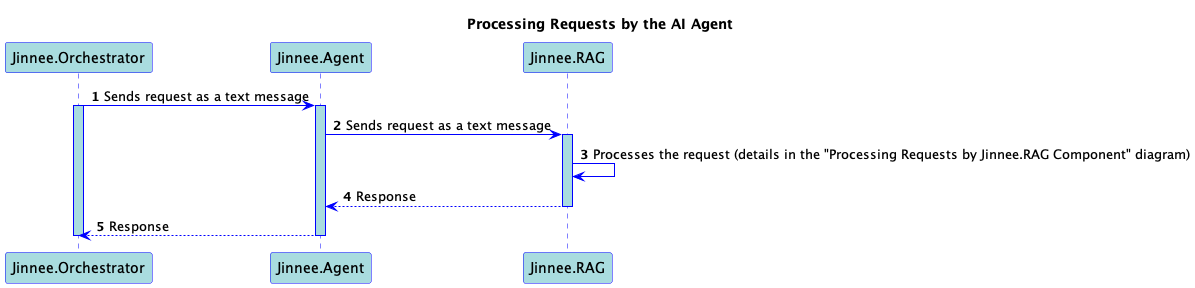 Processing Requests by the AI Agent
Jinnee.Orchestrator
Jinnee.Agent
Jinnee.RAG
1 Sends request as a text message
2 Sends request as a text message
3 Processes the request (details in the "Processing Requests by Jinnee.RAG Component" diagram)
4 Response
5 Response
Jinnee.Orchestrator
Jinnee.Agent
Jinnee.RAG